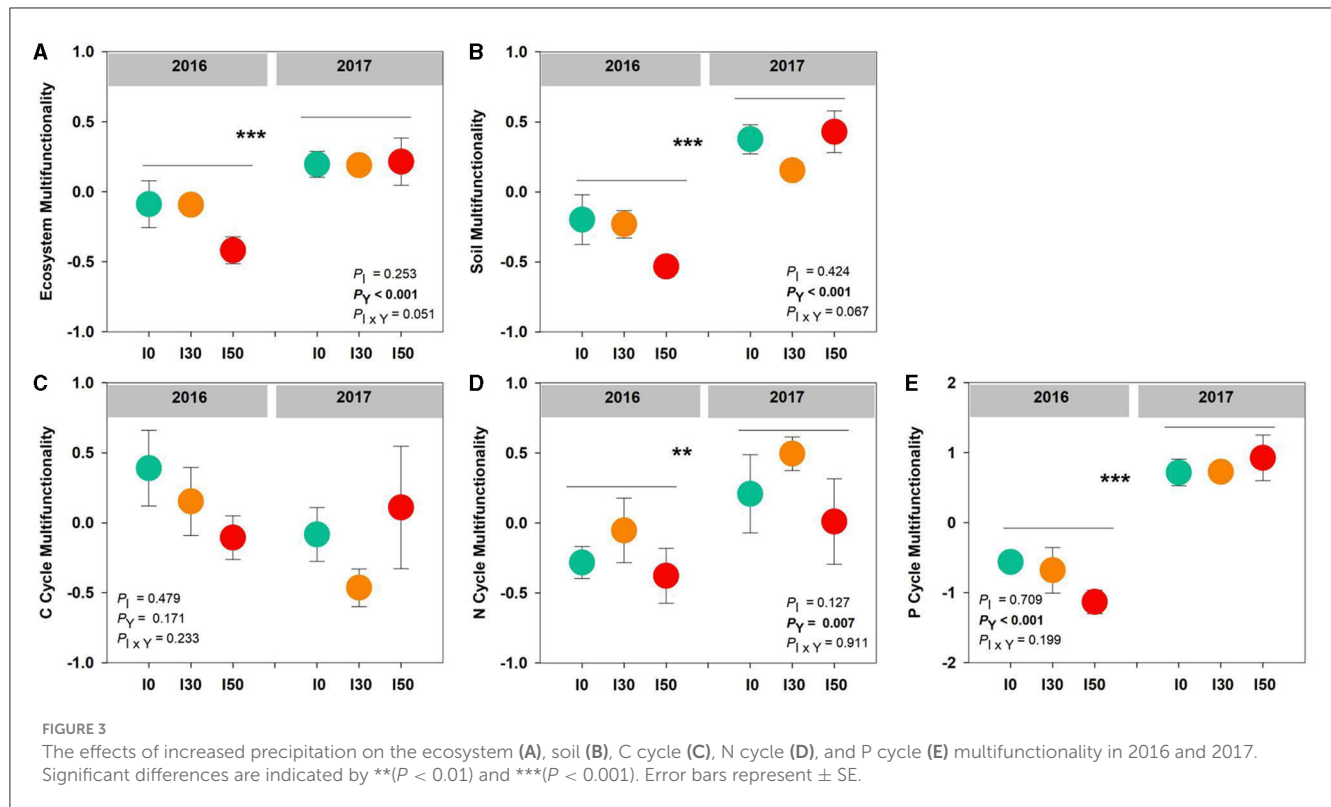 A
1.0
2016
2017
0.5
0.0
-0.5
-1.0
Ecosystem Multifunctionality
***
P_I = 0.253
P_Y < 0.001
P_I x Y = 0.051
I0 I30 I50 I0 I30 I50
B
1.0
2016
2017
0.5
0.0
-0.5
-1.0
Soil Multifunctionality
***
P_I = 0.424
P_Y < 0.001
P_I x Y = 0.067
I0 I30 I50 I0 I30 I50
C
1.0
2016
2017
0.5
0.0
-0.5
-1.0
C Cycle Multifunctionality
P_I = 0.479
P_Y = 0.171
P_I x Y = 0.233
I0 I30 I50 I0 I30 I50
D
1.0
2016
2017
0.5
0.0
-0.5
-1.0
N Cycle Multifunctionality
**
P_I = 0.127
P_Y = 0.007
P_I x Y = 0.911
I0 I30 I50 I0 I30 I50
E
2
2016
2017
1
0
-1
-2
P Cycle Multifunctionality
***
P_I = 0.709
P_Y < 0.001
P_I x Y = 0.199
I0 I30 I50 I0 I30 I50
FIGURE 3
The effects of increased precipitation on the ecosystem (A), soil (B), C cycle (C), N cycle (D), and P cycle (E) multifunctionality in 2016 and 2017.
Significant differences are indicated by **(P < 0.01) and ***(P < 0.001). Error bars represent ± SE.